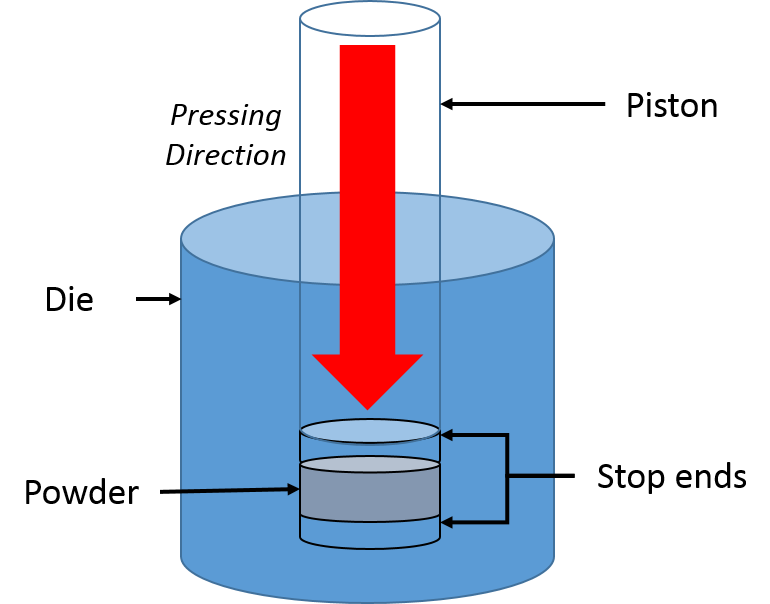 Pressing
Direction
Piston
Die
Powder
Stop ends